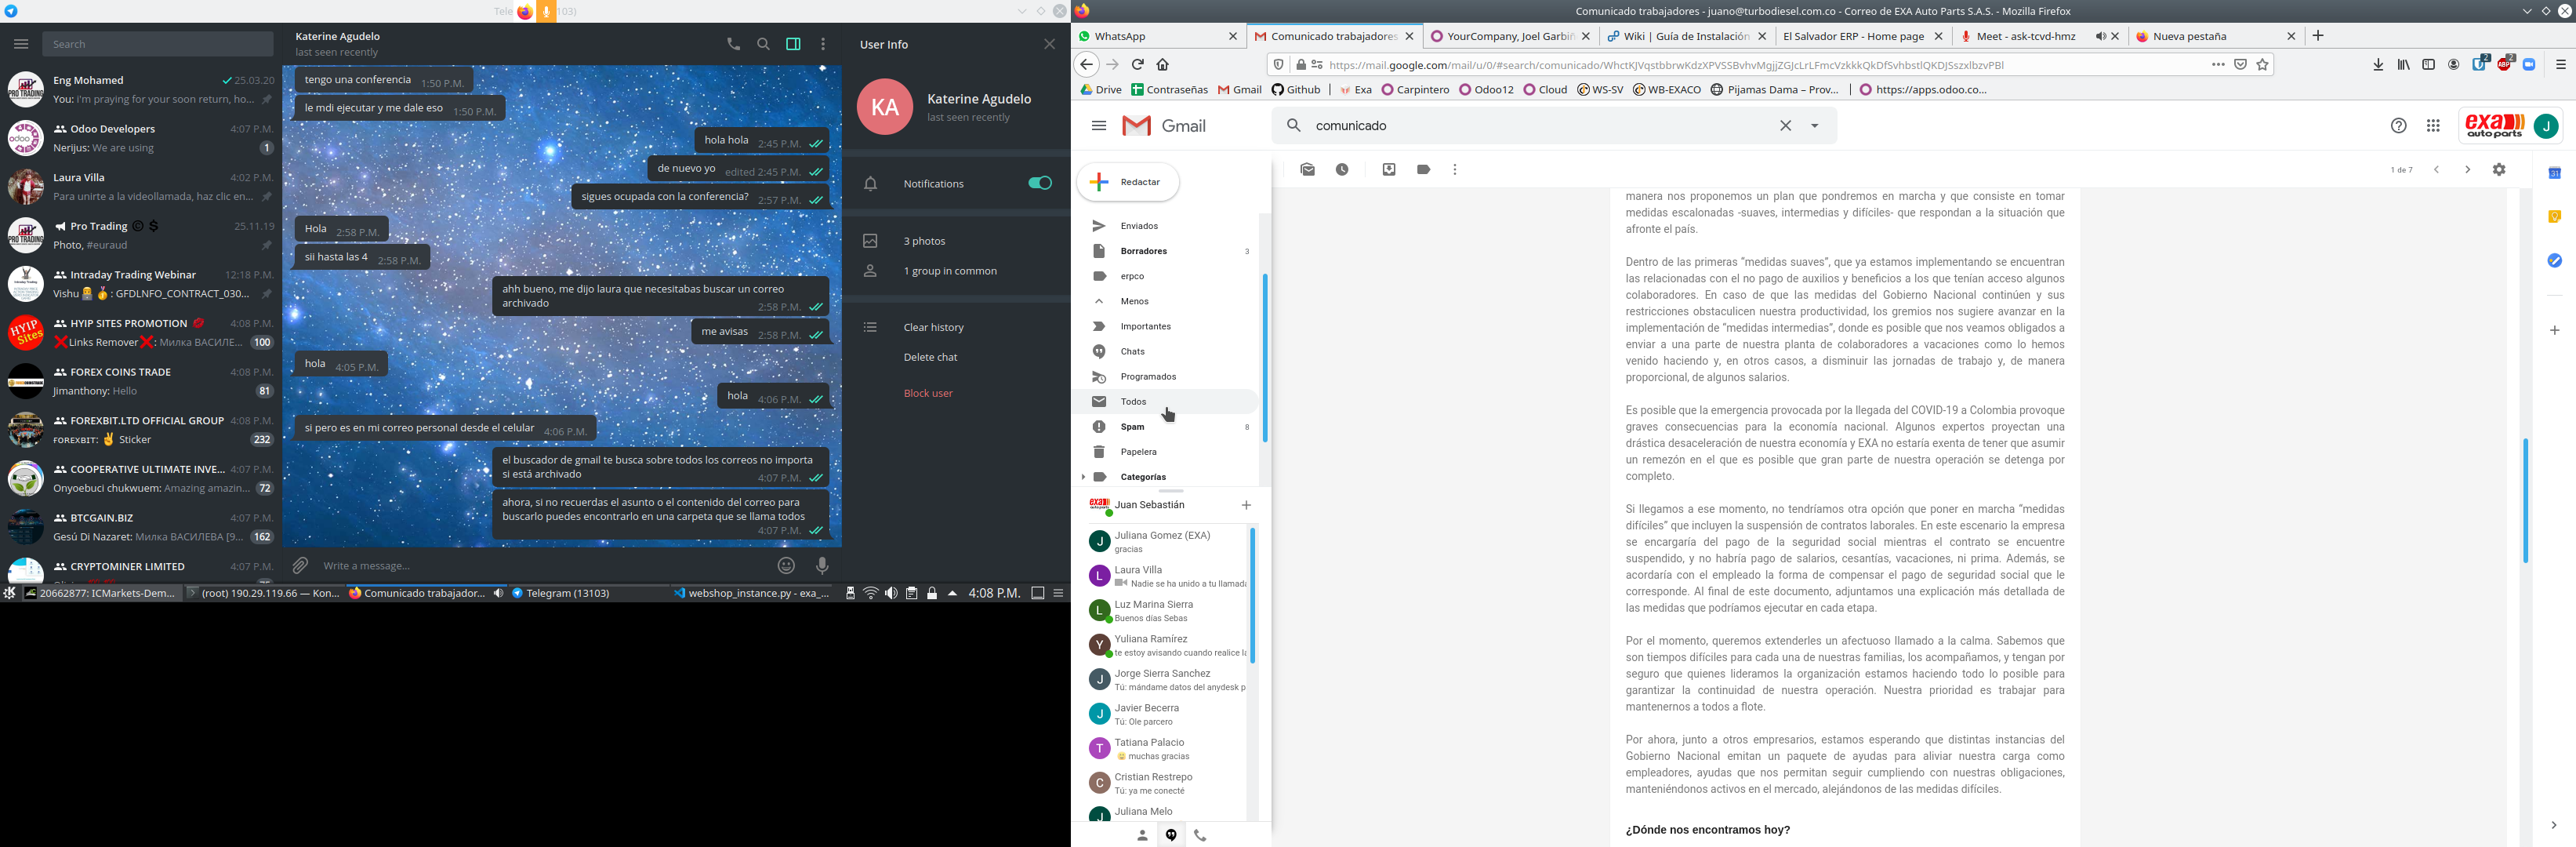 Tele
103)
Search
Eng Mohamed
25.03.20
You: i'm praying for your soon return, ho...
Odoo Developers
4:07 P.M.
Nerijus: We are using
1
Laura Villa
4:02 P.M.
Para unirte a la videollamada, haz clic en...
Pro Trading © $
25.11.19
Photo, #euraud
Intraday Trading Webinar
12:18 P.M.
Vishu : GFDLNFO_CONTRACT_030...
HYIP SITES PROMOTION
4:08 P.M.
❌Links Remover❌: Милка ВАСИЛЕ...
100
FOREX COINS TRADE
4:08 P.M.
Jimanthony: Hello
81
FOREXBIT.LTD OFFICIAL GROUP
4:08 P.M.
FOREXBIT: ✌ Sticker
232
COOPERATIVE ULTIMATE INVE...
4:07 P.M.
Onyoebuci chukwuem: Amazing amazin...
72
BTCGAIN.BIZ
4:07 P.M.
Gesú Di Nazaret: Милка ВАСИЛЕВА [9...
162
CRYPTOMINER LIMITED
4:07 P.M.
Katerine Agudelo
last seen recently
tengo una conferencia 1:50 P.M.
le mdi ejecutar y me dale eso 1:50 P.M.
hola hola 2:45 P.M.
de nuevo yo edited 2:45 P.M.
sigues ocupada con la conferencia? 2:57 P.M.
Hola 2:58 P.M.
sii hasta las 4 2:58 P.M.
ahh bueno, me dijo laura que necesitabas buscar un correo
archivado
2:58 P.M.
me avisas 2:58 P.M.
hola 4:05 P.M.
hola 4:06 P.M.
si pero es en mi correo personal desde el celular 4:06 P.M.
el buscador de gmail te busca sobre todos los correos no importa
si está archivado
4:07 P.M.
ahora, si no recuerdas el asunto o el contenido del correo para
buscarlo puedes encontrarlo en una carpeta que se llama todos
4:07 P.M.
Write a message...
User Info
KA
Katerine Agudelo
last seen recently
Notifications
3 photos
1 group in common
Clear history
Delete chat
Block user
20662877: ICMarkets-Dem...
(root) 190.29.119.66 — Kon...
Comunicado trabajador...
Telegram (13103)
webshop_instance.py - exa_...
4:08 P.M.
Comunicado trabajadores - juano@turbodiesel.com.co - Correo de EXA Auto Parts S.A.S. - Mozilla Firefox
WhatsApp
Comunicado trabajadores
YourCompany, Joel Garbiñ
Wiki | Guía de Instalación
El Salvador ERP - Home page
Meet - ask-tcvd-hmz
Nueva pestaña
https://mail.google.com/mail/u/0/#search/comunicado/WhctKJVqstbbrwKdzXPVSSBvhvMgjjZGJcLrLFmcVzkkkQkDfSvhbstlQKDJSszxlbzvPBl
Drive
Contraseñas
Gmail
Github
Exa
Carpintero
Odoo12
Cloud
WS-SV
WB-EXACO
Pijamas Dama – Prov...
https://apps.odoo.co...
Gmail
comunicado
exa
auto parts
J
Redactar
1 de 7
Enviados
Borradores 3
erpco
Menos
Importantes
Chats
Programados
Todos
Spam 8
Papelera
Categorías
Juan Sebastián
Juliana Gomez (EXA)
gracias
Laura Villa
Nadie se ha unido a tu llamada
Luz Marina Sierra
Buenos días Sebas
Yuliana Ramírez
te estoy avisando cuando realice la
Jorge Sierra Sanchez
Tú: mándame datos del anydesk p
Javier Becerra
Tú: Ole parcero
Tatiana Palacio
muchas gracias
Cristian Restrepo
Tú: ya me conecté
Juliana Melo
manera nos proponemos un plan que pondremos en marcha y que consiste en tomar
medidas escalonadas -suaves, intermedias y difíciles- que respondan a la situación que
afronte el país.
Dentro de las primeras “medidas suaves”, que ya estamos implementando se encuentran
las relacionadas con el no pago de auxilios y beneficios a los que tenían acceso algunos
colaboradores. En caso de que las medidas del Gobierno Nacional continúen y sus
restricciones obstaculicen nuestra productividad, los gremios nos sugiere avanzar en la
implementación de “medidas intermedias”, donde es posible que nos veamos obligados a
enviar a una parte de nuestra planta de colaboradores a vacaciones como lo hemos
venido haciendo y, en otros casos, a disminuir las jornadas de trabajo y, de manera
proporcional, de algunos salarios.
Es posible que la emergencia provocada por la llegada del COVID-19 a Colombia provoque
graves consecuencias para la economía nacional. Algunos expertos proyectan una
drástica desaceleración de nuestra economía y EXA no estaría exenta de tener que asumir
un remezón en el que es posible que gran parte de nuestra operación se detenga por
completo.
Si llegamos a ese momento, no tendríamos otra opción que poner en marcha “medidas
difíciles” que incluyen la suspensión de contratos laborales. En este escenario la empresa
se encargaría del pago de la seguridad social mientras el contrato se encuentre
suspendido, y no habría pago de salarios, cesantías, vacaciones, ni prima. Además, se
acordaría con el empleado la forma de compensar el pago de seguridad social que le
corresponde. Al final de este documento, adjuntamos una explicación más detallada de
las medidas que podríamos ejecutar en cada etapa.
Por el momento, queremos extenderles un afectuoso llamado a la calma. Sabemos que
son tiempos difíciles para cada una de nuestras familias, los acompañamos, y tengan por
seguro que quienes lideramos la organización estamos haciendo todo lo posible para
garantizar la continuidad de nuestra operación. Nuestra prioridad es trabajar para
mantenernos a todos a flote.
Por ahora, junto a otros empresarios, estamos esperando que distintas instancias del
Gobierno Nacional emitan un paquete de ayudas para aliviar nuestra carga como
empleadores, ayudas que nos permitan seguir cumpliendo con nuestras obligaciones,
manteniéndonos activos en el mercado, alejándonos de las medidas difíciles.
¿Dónde nos encontramos hoy?